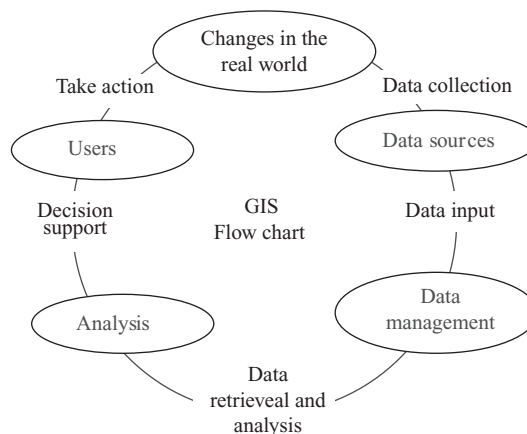 Changes in the
real world
Take action
Data collection
Users
Data sources
Decision
support
GIS
Flow chart
Data input
Analysis
Data
management
Data
retrieveal and
analysis